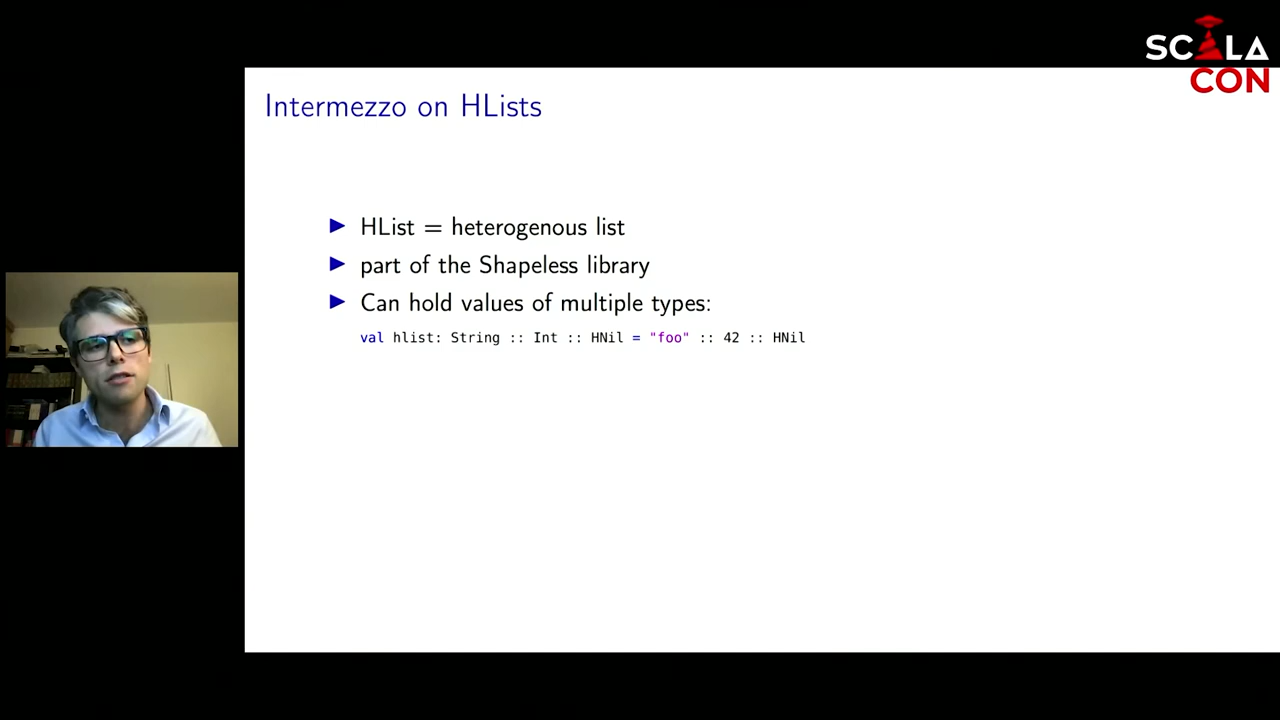 SCALA
CON
Intermezzo on HLists
HList = heterogenous list
part of the Shapeless library
Can hold values of multiple types:
val hlist: String :: Int :: HNil = "foo" :: 42 :: HNil